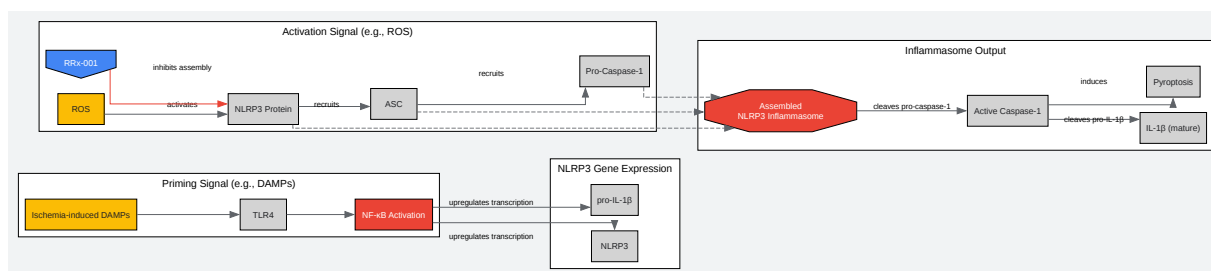 Activation Signal (e.g., ROS)
RRx-001
inhibits assembly
recruits
Pro-Caspase-1
ROS
activates
NLRP3 Protein
recruits
ASC
Inflammasome Output
induces
Pyroptosis
Assembled
NLRP3 Inflammasome
cleaves pro-caspase-1
Active Caspase-1
cleaves pro-IL-1β
IL-1β (mature)
Priming Signal (e.g., DAMPs)
Ischemia-induced DAMPs
TLR4
NF-κB Activation
upregulates transcription
upregulates transcription
NLRP3 Gene Expression
pro-IL-1β
NLRP3